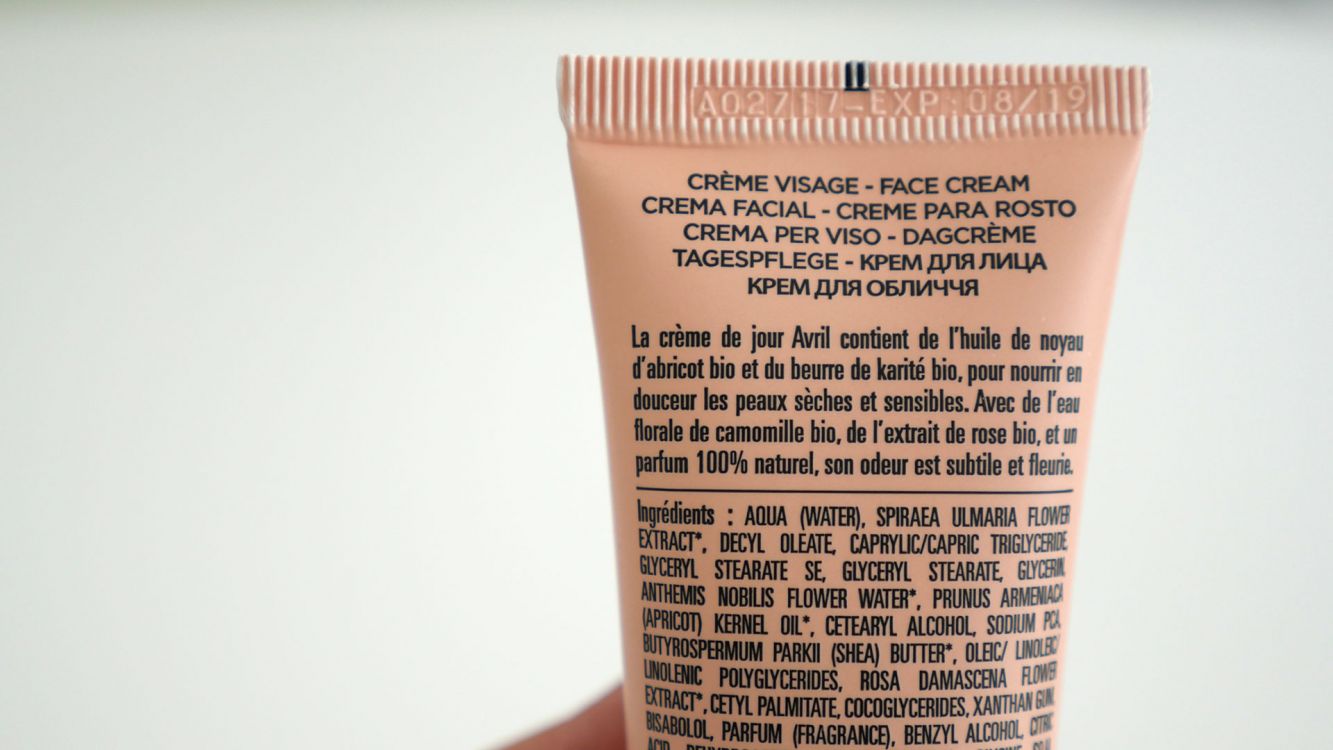 A02717-EXP:08/19
CRÈME VISAGE - FACE CREAM
CREMA FACIAL - CREME PARA ROSTO
CREMA PER VISO - DAGCRÈME
TAGESPFLEGE - КРЕМ ДЛЯ ЛИЦА
КРЕМ ДЛЯ ОБЛИЧЧЯ
La crème de jour Avril contient de l'huile de noyau
d'abricot bio et du beurre de karité bio, pour nourrir en
douceur les peaux sèches et sensibles. Avec de l'eau
florale de camomille bio, de l'extrait de rose bio, et un
parfum 100% naturel, son odeur est subtile et fleurie.
Ingrédients : AQUA (WATER), SPIRAEA ULMARIA FLOWER
EXTRACT*, DECYL OLEATE, CAPRYLIC/CAPRIC TRIGLYCERIDE,
GLYCERYL STEARATE SE, GLYCERYL STEARATE, GLYCERIN,
ANTHEMIS NOBILIS FLOWER WATER*, PRUNUS ARMENIACA
(APRICOT) KERNEL OIL*, CETEARYL ALCOHOL, SODIUM PCA,
BUTYROSPERMUM PARKII (SHEA) BUTTER*, OLEIC/ LINOLEIC/
LINOLENIC POLYGLYCERIDES, ROSA DAMASCENA FLOWER
EXTRACT*, CETYL PALMITATE, COCOGLYCERIDES, XANTHAN GUM,
BISABOLOL, PARFUM (FRAGRANCE), BENZYL ALCOHOL, CITRIC
ACID,